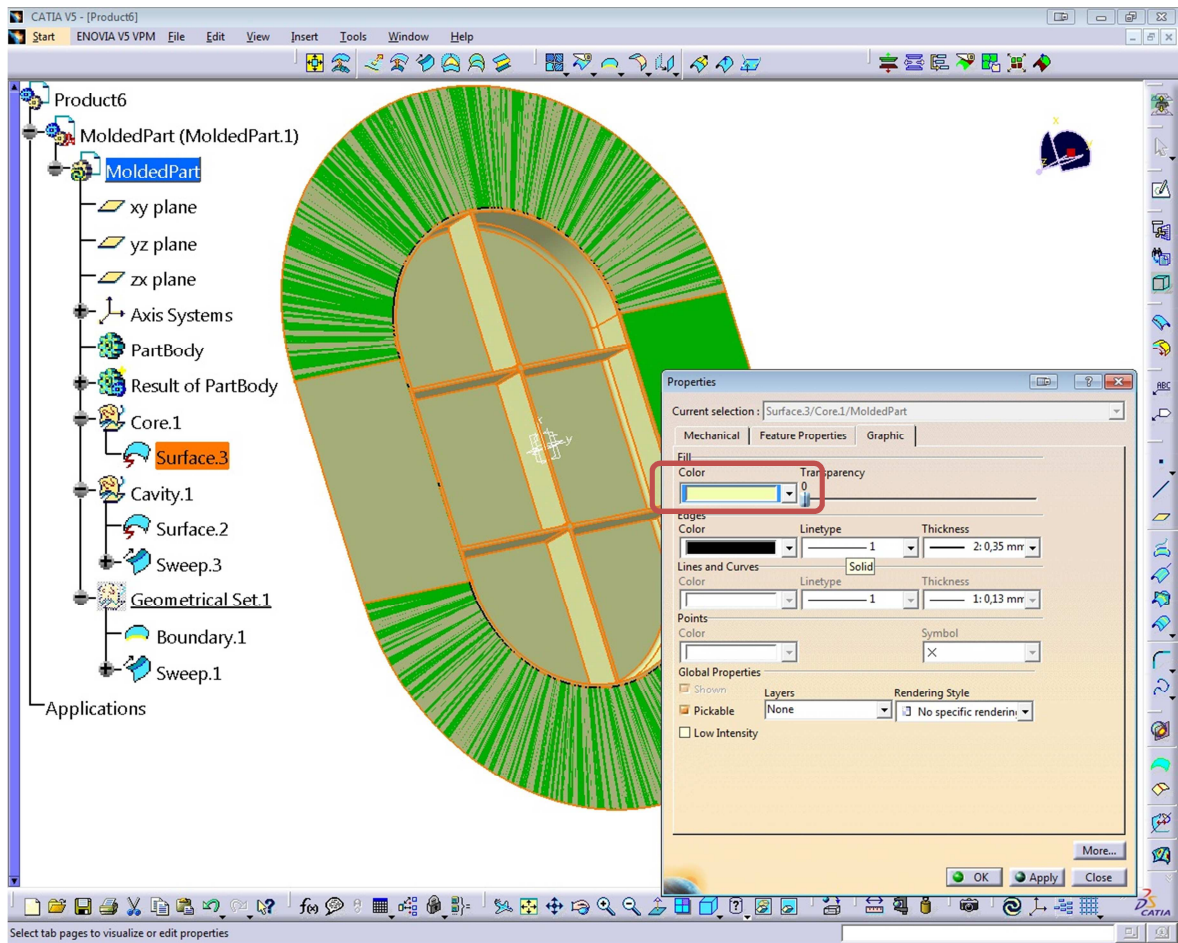 CATIA V5 - [Product6]
Start ENOVIA V5 VPM File Edit View Insert Tools Window Help
Product6
MoldedPart (MoldedPart.1)
MoldedPart
xy plane
yz plane
zx plane
Axis Systems
PartBody
Result of PartBody
Core.1
Surface.3
Cavity.1
Surface.2
Sweep.3
Geometrical Set.1
Boundary.1
Sweep.1
Applications
x
z
y
ABC
Properties
Current selection : Surface.3/Core.1/MoldedPart
Mechanical Feature Properties Graphic
Fill
Color Transparency
0
Edges
Color Linetype Thickness
1 2: 0,35 mm
Solid
Lines and Curves
Color Linetype Thickness
1 1: 0,13 mm
Points
Color Symbol
Global Properties
Shown Layers Rendering Style
Pickable None No specific renderin
Low Intensity
More...
OK Apply Close
f(x)
CATIA
Select tab pages to visualize or edit properties